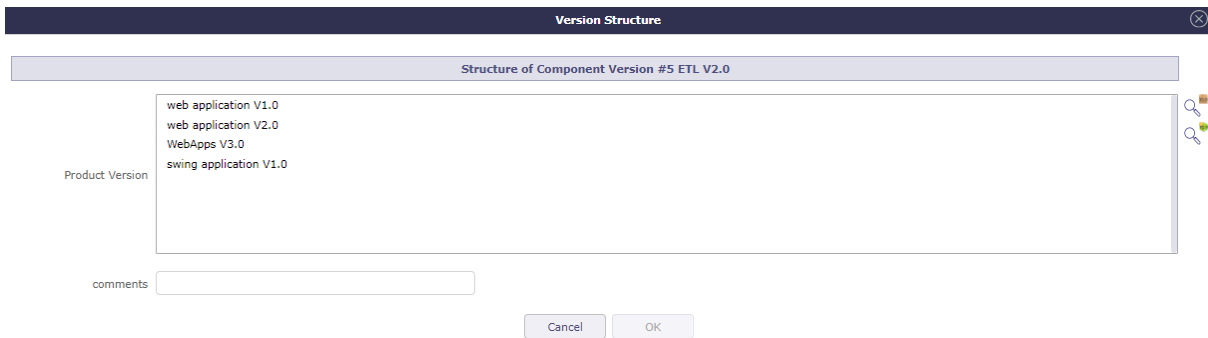 Version Structure
Structure of Component Version #5 ETL V2.0
web application V1.0
web application V2.0
WebApps V3.0
swing application V1.0
Product Version
comments
Cancel
OK